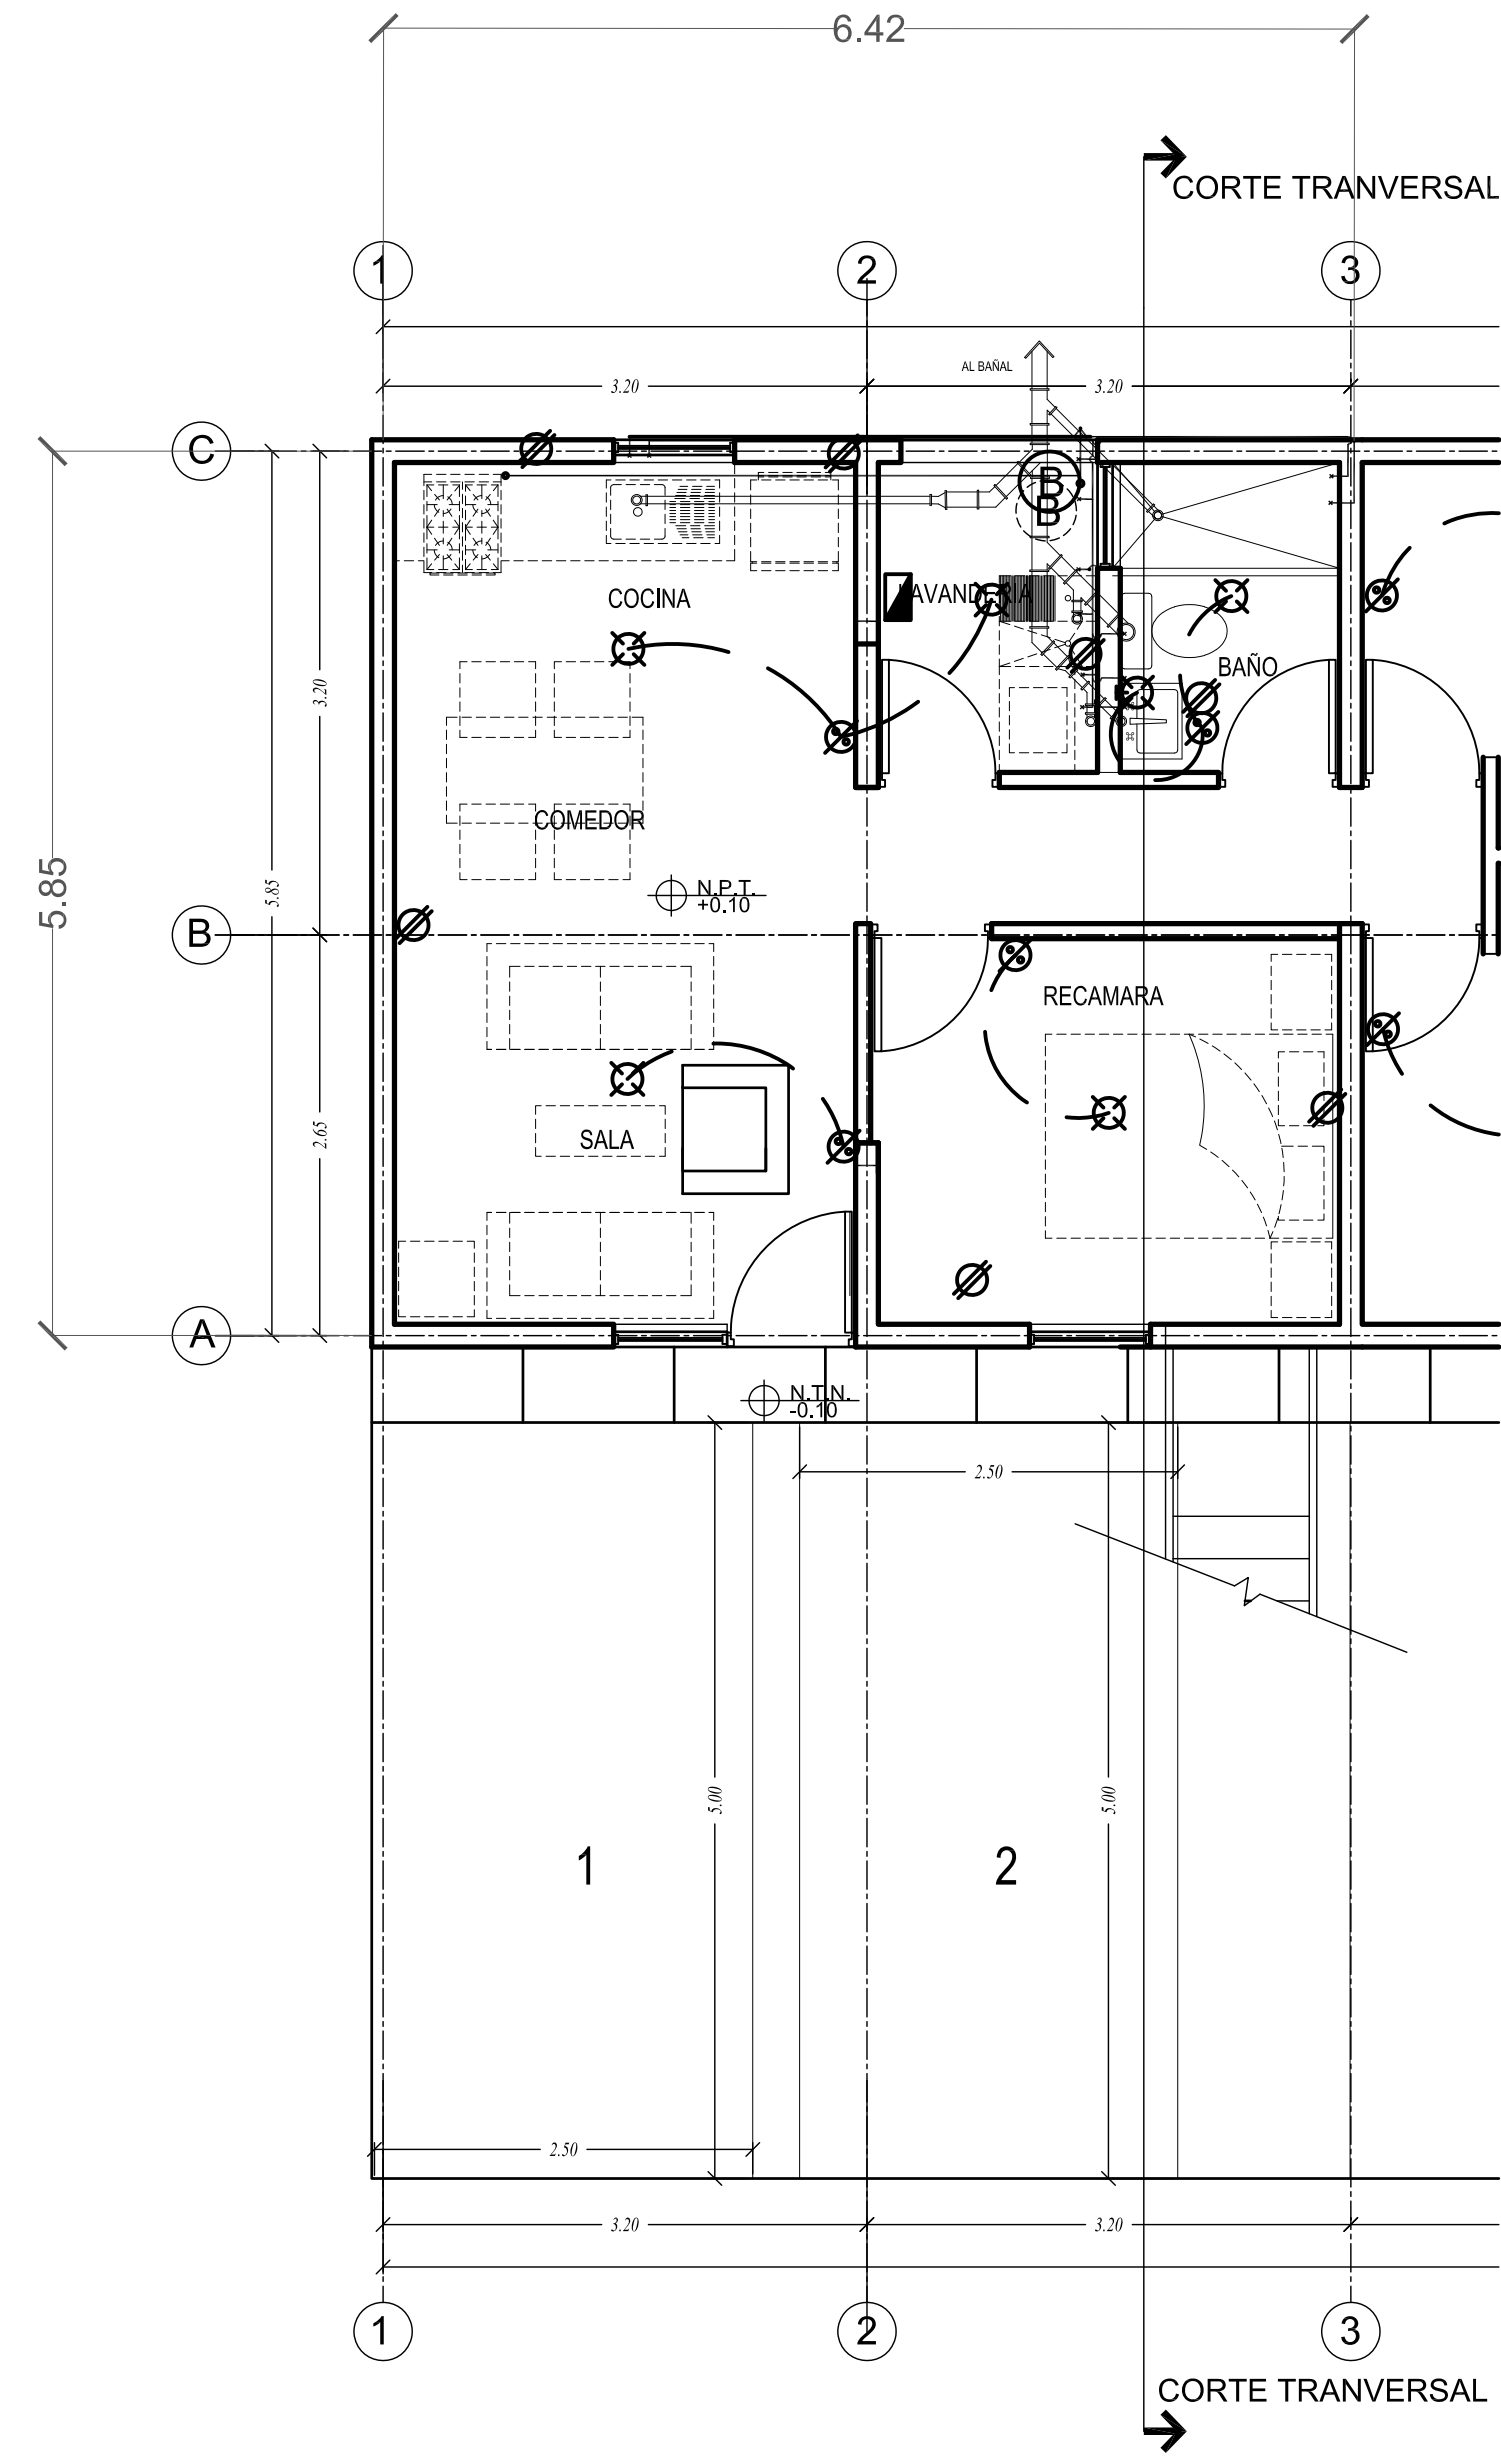 6.42
CORTE TRANVERSAL
1
2
3
AL BAÑAL
3.20
3.20
C
B
B
COCINA
LAVANDERIA
BAÑO
3.20
COMEDOR
5.85
5.85
N.P.T.
+0.10
B
RECAMARA
2.65
SALA
A
N.T.N.
-0.10
2.50
5.00
5.00
1
2
2.50
3.20
3.20
1
2
3
CORTE TRANVERSAL